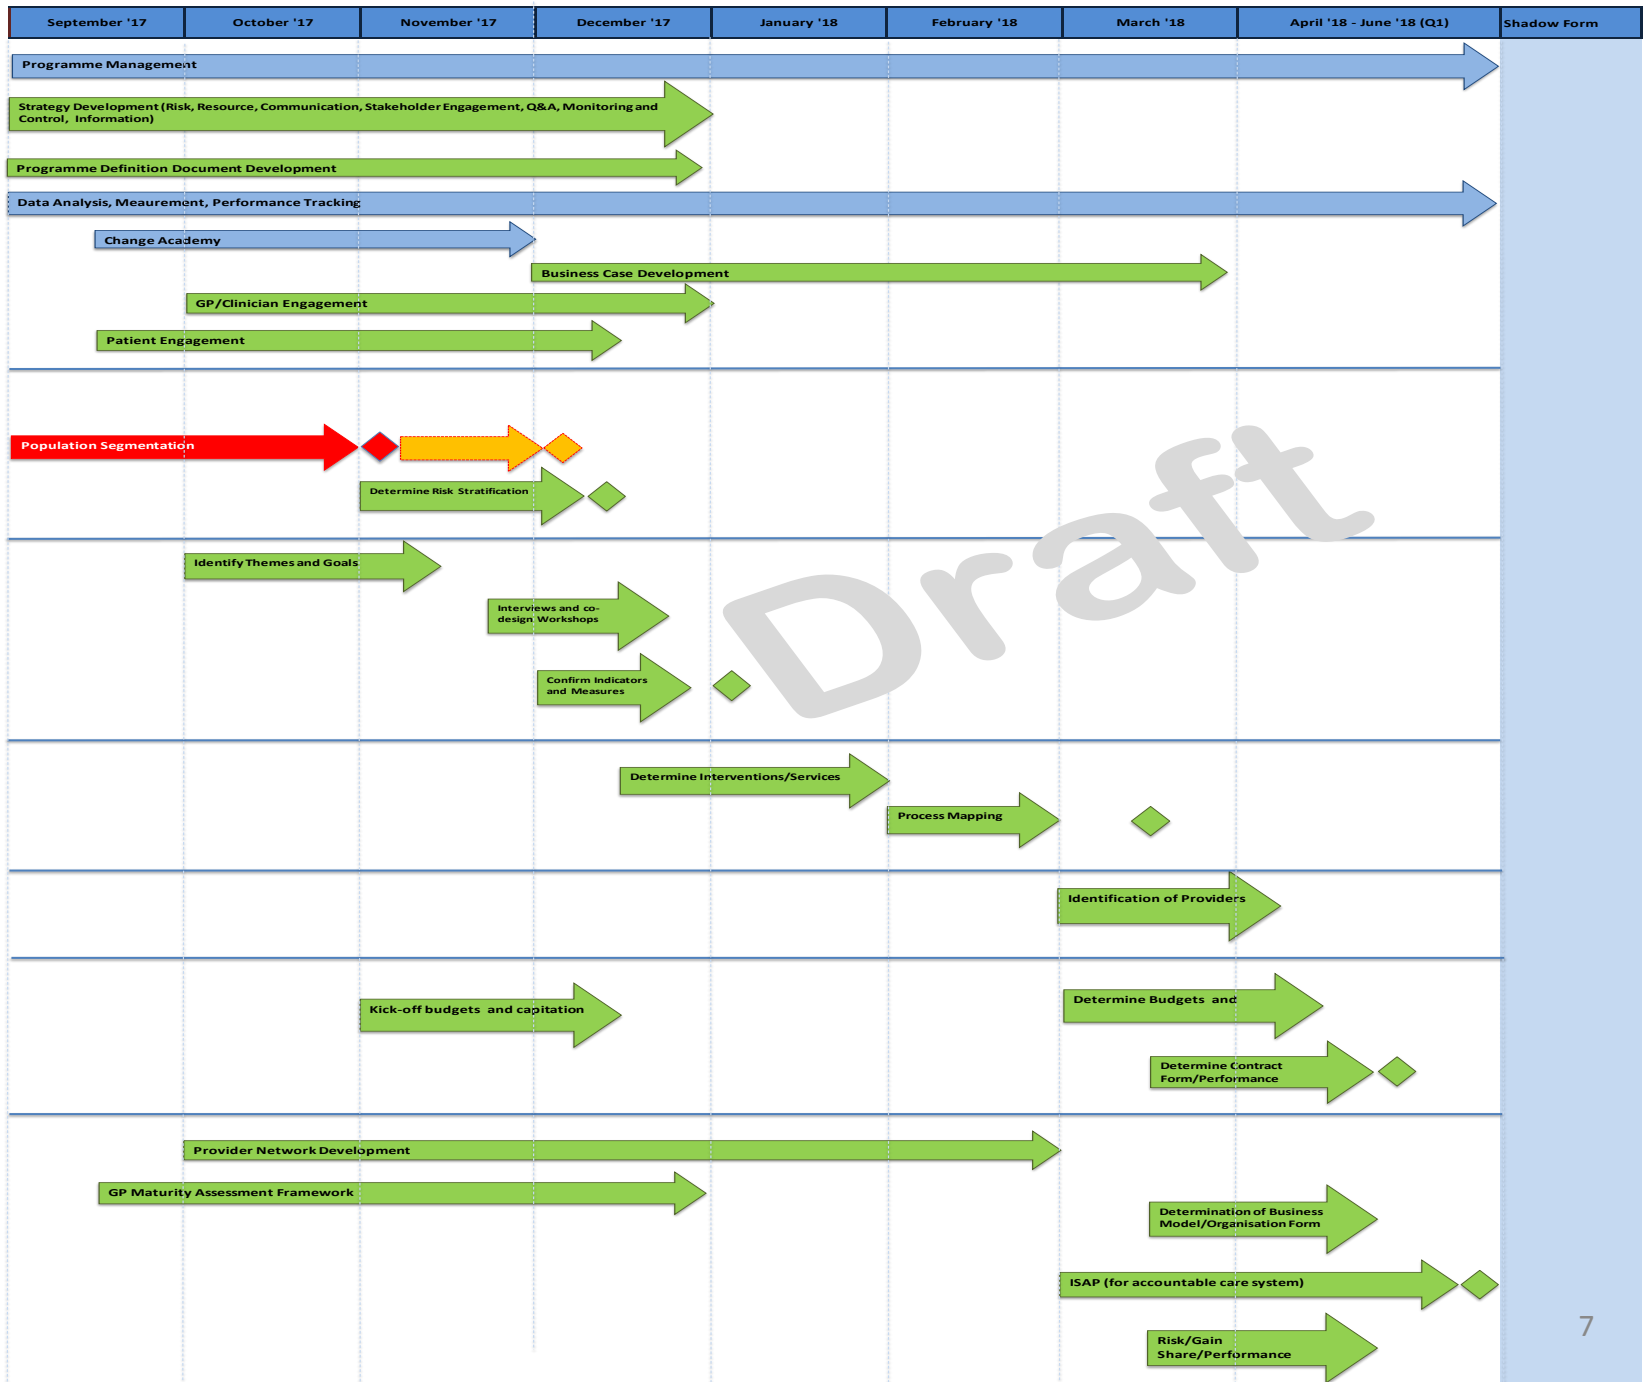 September '17
October '17
November '17
December '17
January '18
February '18
March '18
April '18 - June '18 (Q1)
Shadow Form
Programme Management
Strategy Development (Risk, Resource, Communication, Stakeholder Engagement, Q&A, Monitoring and
Control, Information)
Programme Definition Document Development
Data Analysis, Meaurement, Performance Tracking
Change Academy
Business Case Development
GP/Clinician Engagement
Patient Engagement
Population Segmentation
Determine Risk Stratification
Identify Themes and Goals
Interviews and co-
design Workshops
Confirm Indicators
and Measures
Draft
Determine Interventions/Services
Process Mapping
Identification of Providers
Kick-off budgets and capitation
Determine Budgets and
Determine Contract
Form/Performance
Provider Network Development
GP Maturity Assessment Framework
Determination of Business
Model/Organisation Form
ISAP (for accountable care system)
Risk/Gain
Share/Performance
7